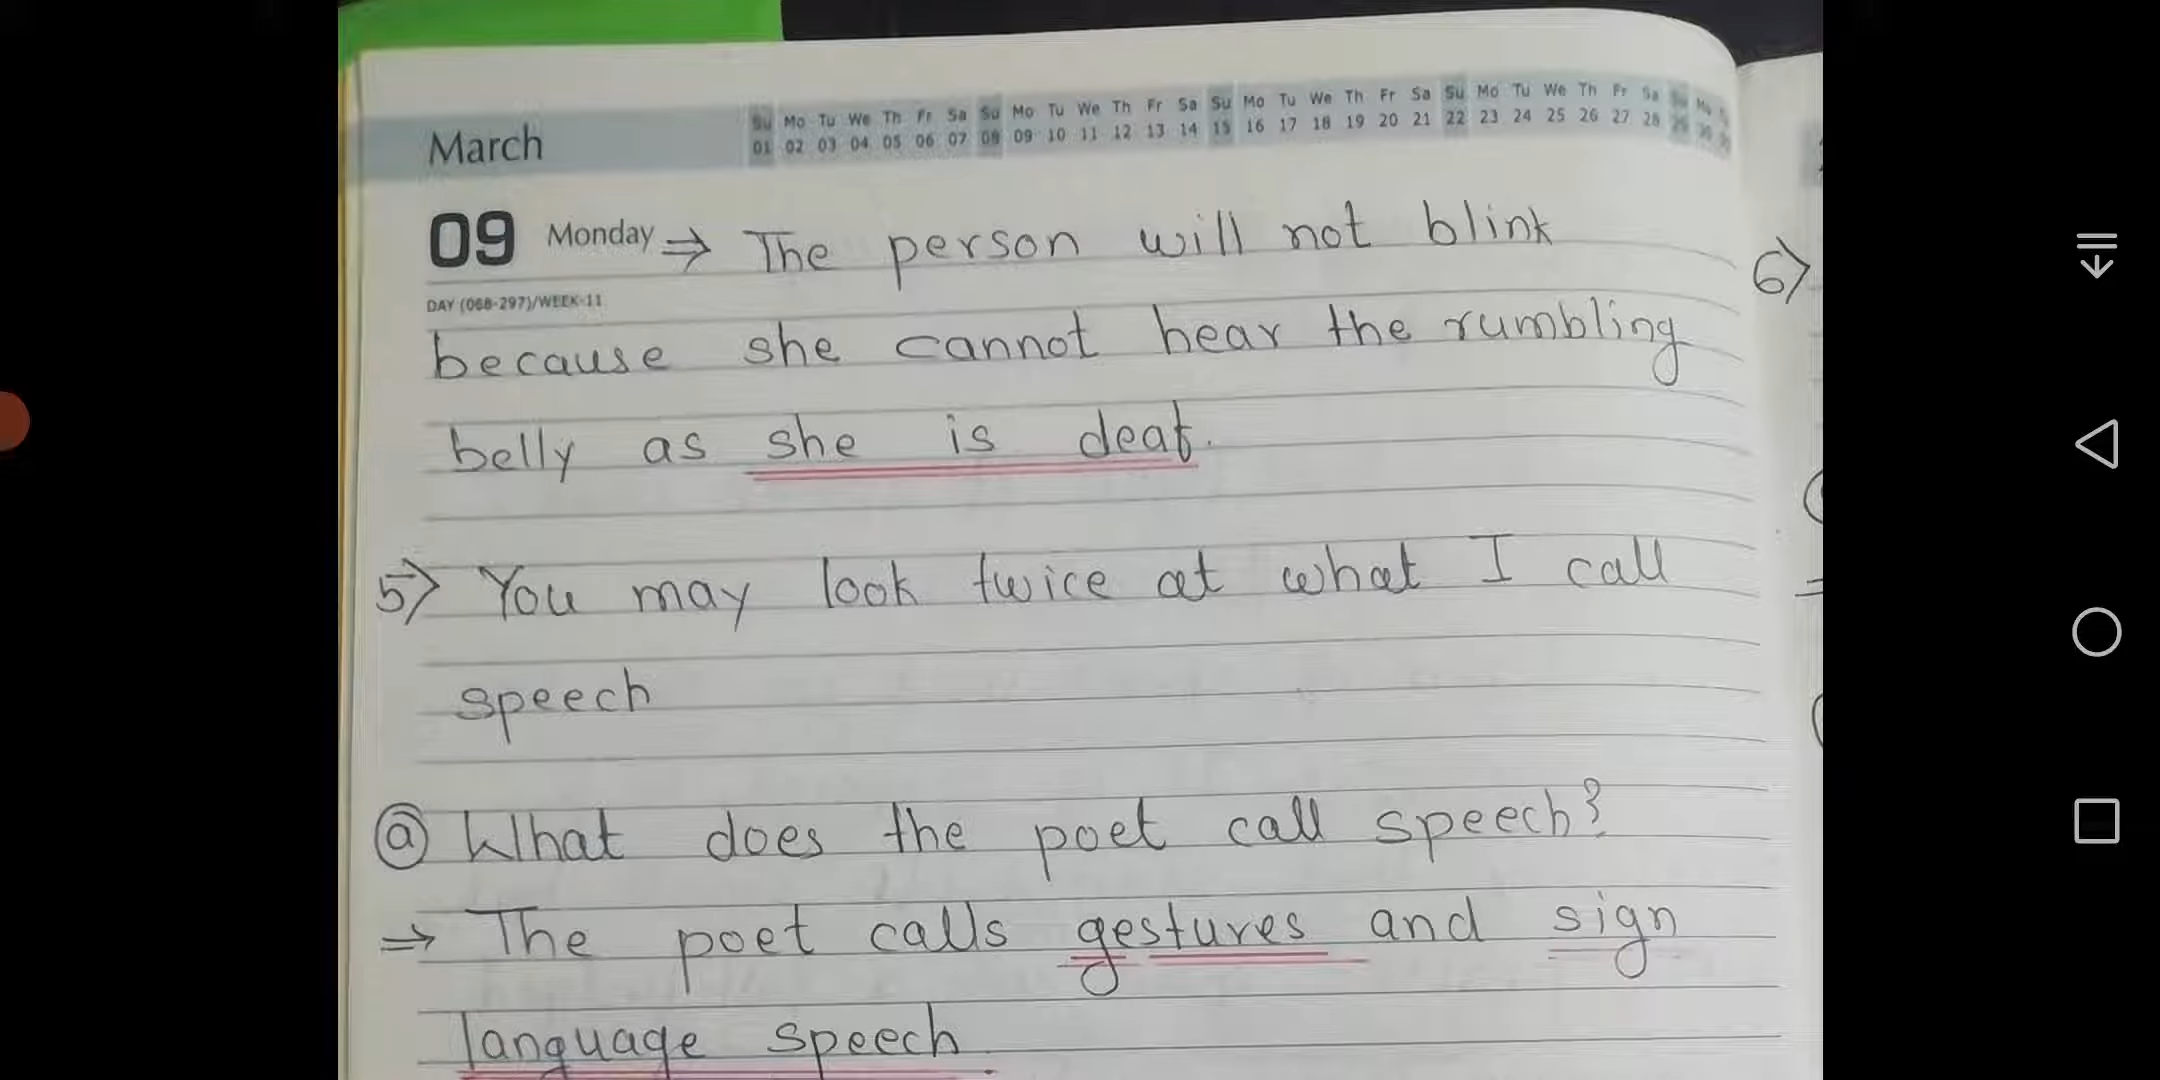 March
Su Mo Tu We Th Fr Sa Su Mo Tu We Th Fr Sa Su Mo Tu We Th Fr Sa Su Mo Tu We Th Fr Sa Su Mo
01 02 03 04 05 06 07 08 09 10 11 12 13 14 15 16 17 18 19 20 21 22 23 24 25 26 27 28 29 30
09 Monday ⇒ The person will not blink
DAY (068-297)/WEEK-11
because she cannot hear the rumbling
belly as she is deaf.
5) You may look twice at what I call
speech
(a) What does the poet call speech?
⇒ The poet calls gestures and sign
language speech.
6)